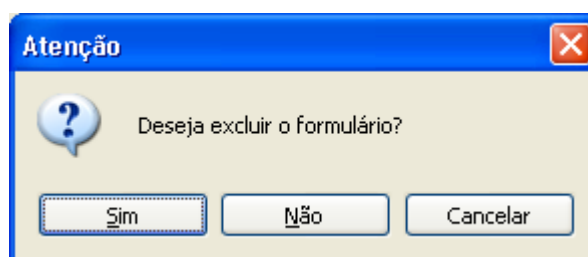 Atenção
Deseja excluir o formulário?
Sim Não Cancelar